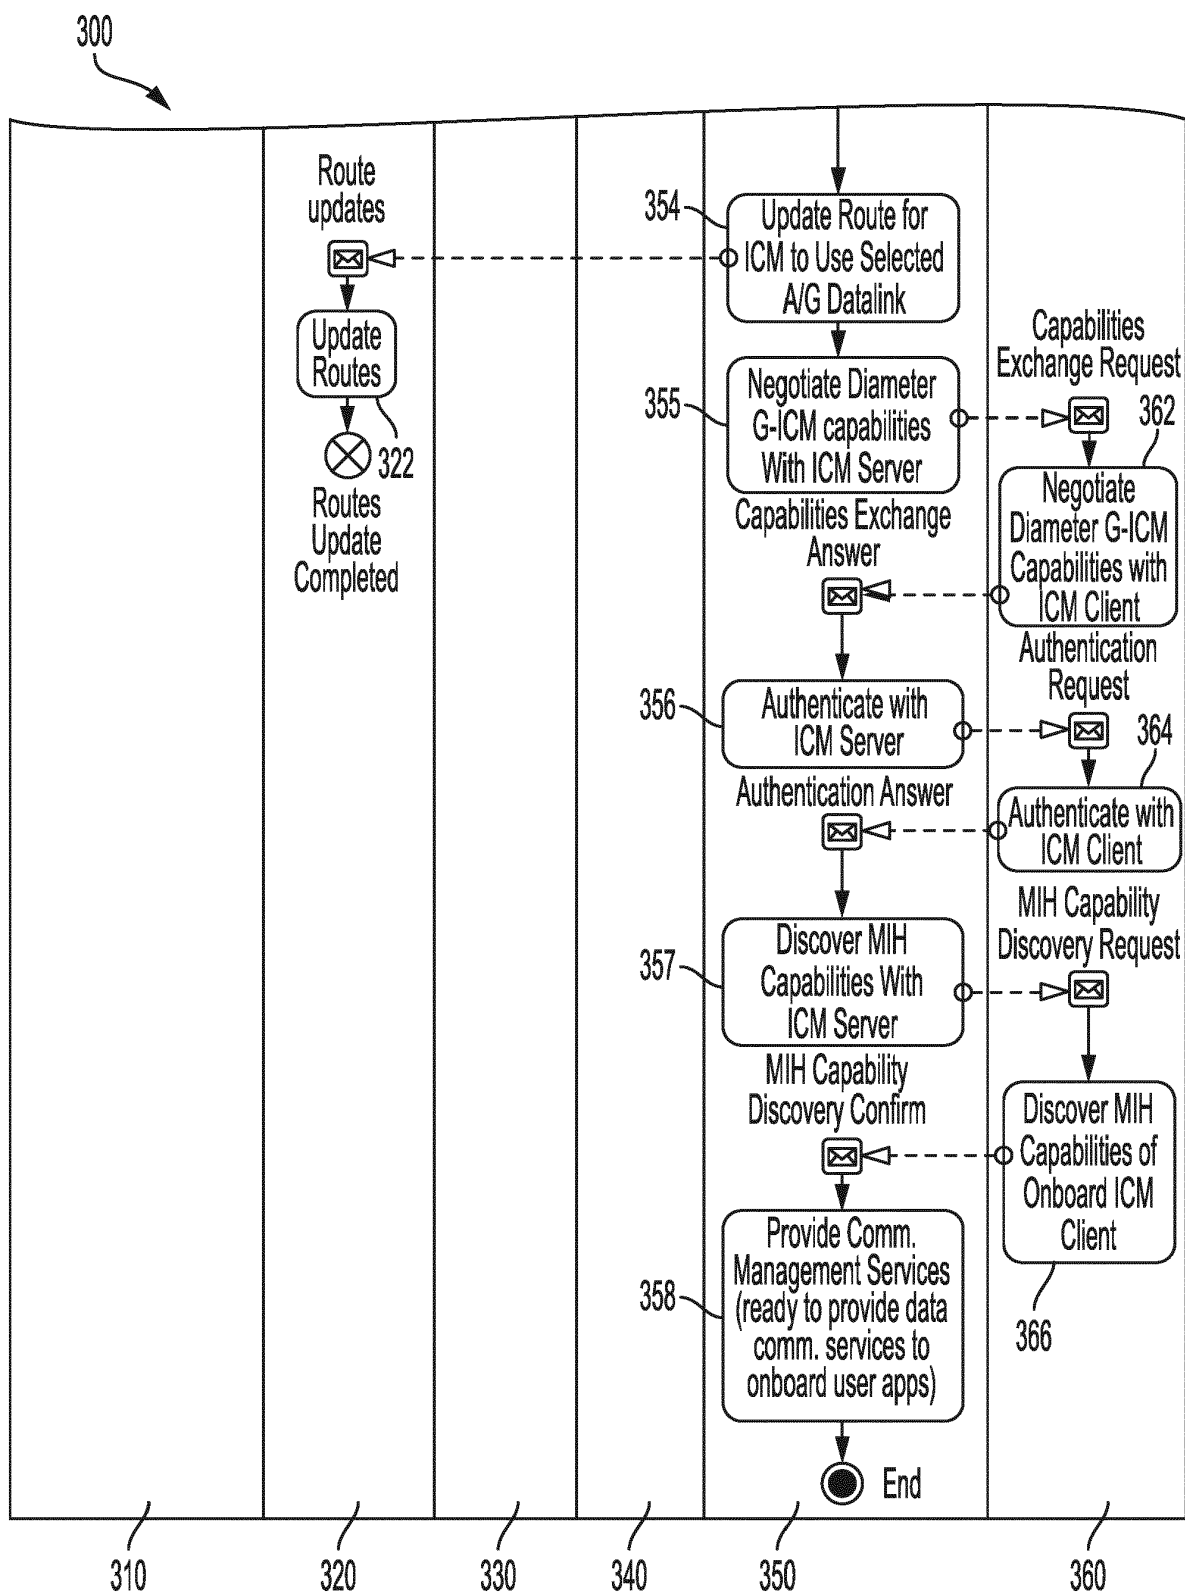 300
Route
updates
Update
Routes
322
Routes
Update
Completed
354
Update Route for
ICM to Use Selected
A/G Datalink
355
Negotiate Diameter
G-ICM capabilities
With ICM Server
Capabilities
Exchange Request
362
Negotiate
Diameter G-ICM
Capabilities with
ICM Client
Capabilities Exchange
Answer
356
Authenticate with
ICM Server
Authentication
Request
364
Authenticate with
ICM Client
Authentication Answer
357
Discover MIH
Capabilities With
ICM Server
MIH Capability
Discovery Request
Discover MIH
Capabilities of
Onboard ICM
Client
366
MIH Capability
Discovery Confirm
358
Provide Comm.
Management Services
(ready to provide data
comm. services to
onboard user apps)
End
310
320
330
340
350
360